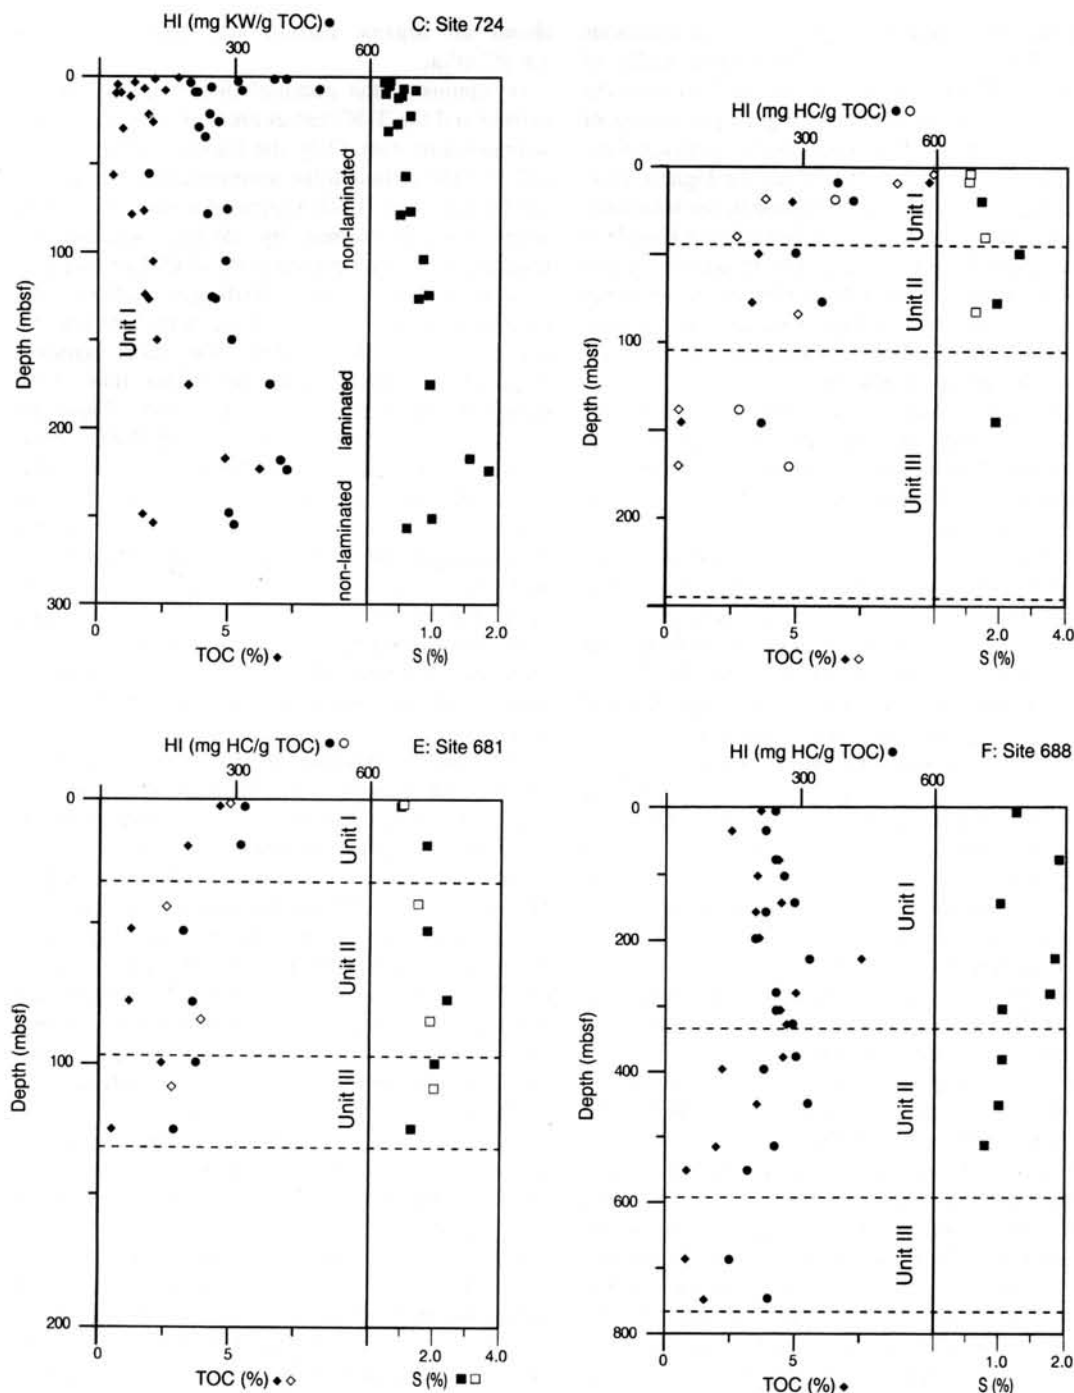 HI (mg KW/g TOC) ● C: Site 724
300 600
0
100
200
300
Depth (mbsf)
Unit I
non-laminated
laminated
non-laminated
0 5 1.0 2.0
TOC (%) ◆ S (%)
HI (mg HC/g TOC) ● ○
300 600
0
100
200
Depth (mbsf)
Unit I
Unit II
Unit III
0 5 2.0 4.0
TOC (%) ◆ ◇ S (%)
HI (mg HC/g TOC) ● ○ E: Site 681
300 600
0
100
200
Depth (mbsf)
Unit I
Unit II
Unit III
0 5 2.0 4.0
TOC (%) ◆ ◇ S (%) ■ □
HI (mg HC/g TOC) ● F: Site 688
300 600
0
200
400
600
800
Depth (mbsf)
Unit I
Unit II
Unit III
0 5 1.0 2.0
TOC (%) ◆ S (%)